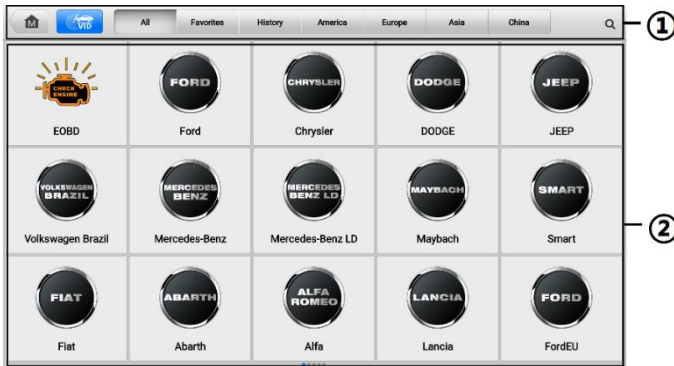 M VID All Favorites History America Europe Asia China ①
CHECK ENGINE FORD CHRYSLER DODGE JEEP
EOBD Ford Chrysler DODGE JEEP
VOLKSWAGEN BRAZIL MERCEDES BENZ MERCEDES BENZ LD MAYBACH SMART ②
Volkswagen Brazil Mercedes-Benz Mercedes-Benz LD Maybach Smart
FIAT ABARTH ALFA ROMEO LANCIA FORD
Fiat Abarth Alfa Lancia FordEU